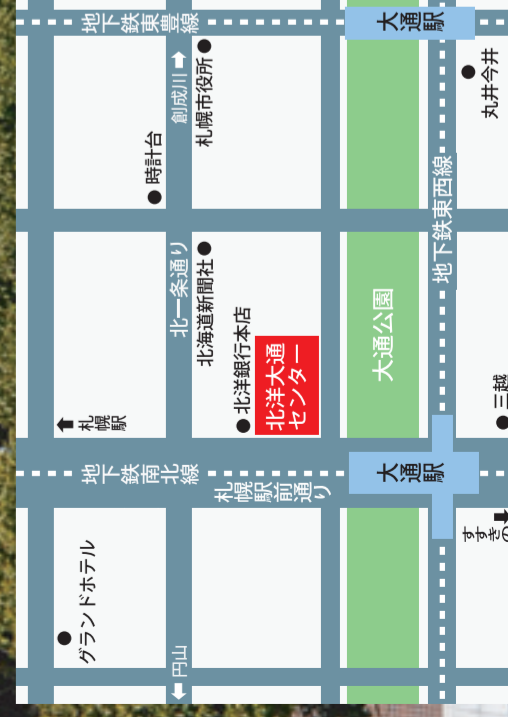 地下鉄東豊線
大通駅
創成川
札幌市役所
丸井今井
時計台
地下鉄東西線
北一条通り
北海道新聞社
北洋銀行本店
北洋大通
センター
大通公園
札幌駅
三越
地下鉄南北線
札幌駅前通り
大通駅
すすきの
グランドホテル
円山